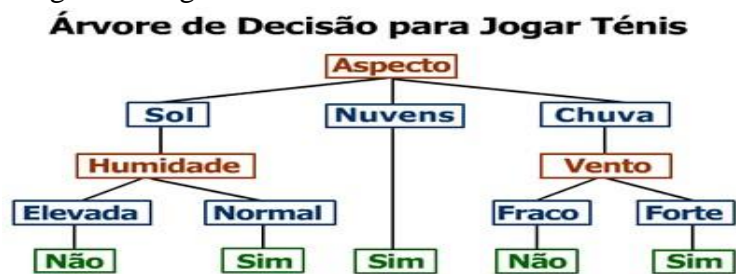 Árvore de Decisão para Jogar Ténis
Aspecto
Sol Nuvens Chuva
Humidade Vento
Elevada Normal Fraco Forte
Não Sim Sim Não Sim